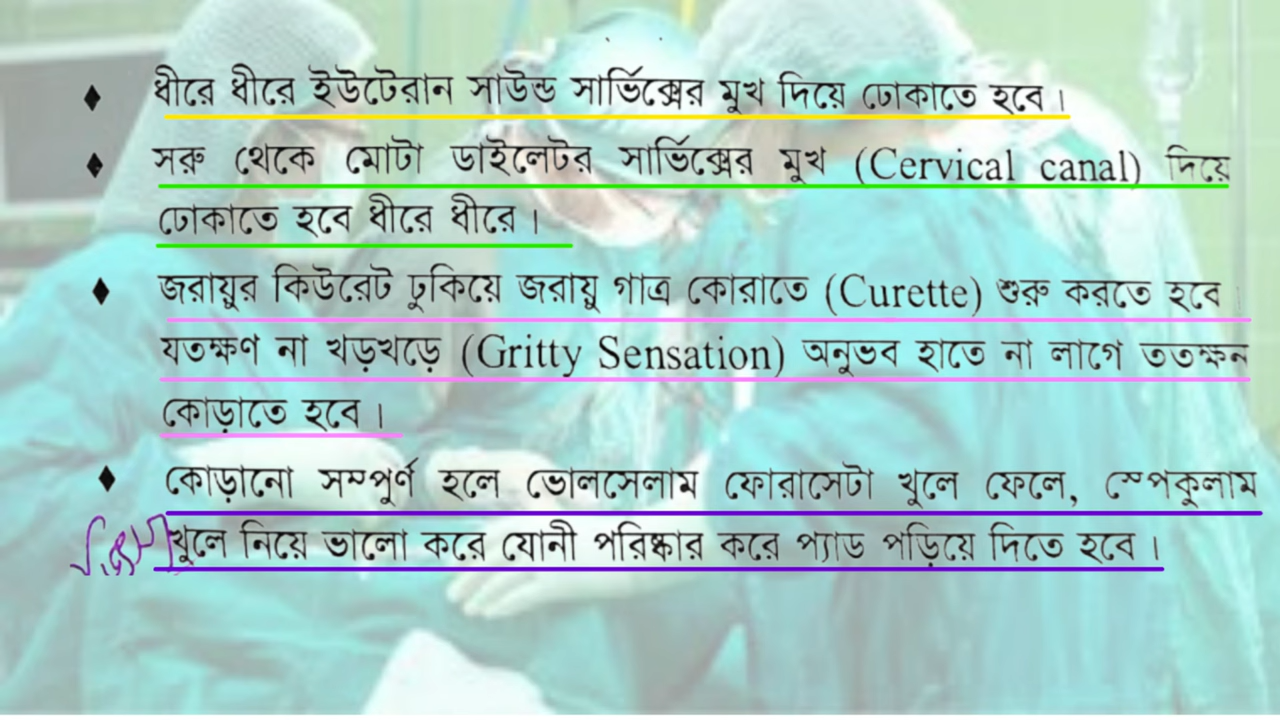 ♦ ধীরে ধীরে ইউটেরান সাউন্ড সার্ভিক্সের মুখ দিয়ে ঢোকাতে হবে।
♦ সরু থেকে মোটা ডাইলেটর সার্ভিক্সের মুখ (Cervical canal) দিয়ে
ঢোকাতে হবে ধীরে ধীরে।
♦ জরায়ুর কিউরেট ঢুকিয়ে জরায়ু গাত্র কোরাতে (Curette) শুরু করতে হবে
যতক্ষণ না খড়খড়ে (Gritty Sensation) অনুভব হাতে না লাগে ততক্ষন
কোড়াতে হবে।
♦ কোড়ানো সম্পুর্ণ হলে ভোলসেলাম ফোরাসেটা খুলে ফেলে, স্পেকুলাম
খুলে নিয়ে ভালো করে যোনী পরিষ্কার করে প্যাড পড়িয়ে দিতে হবে।